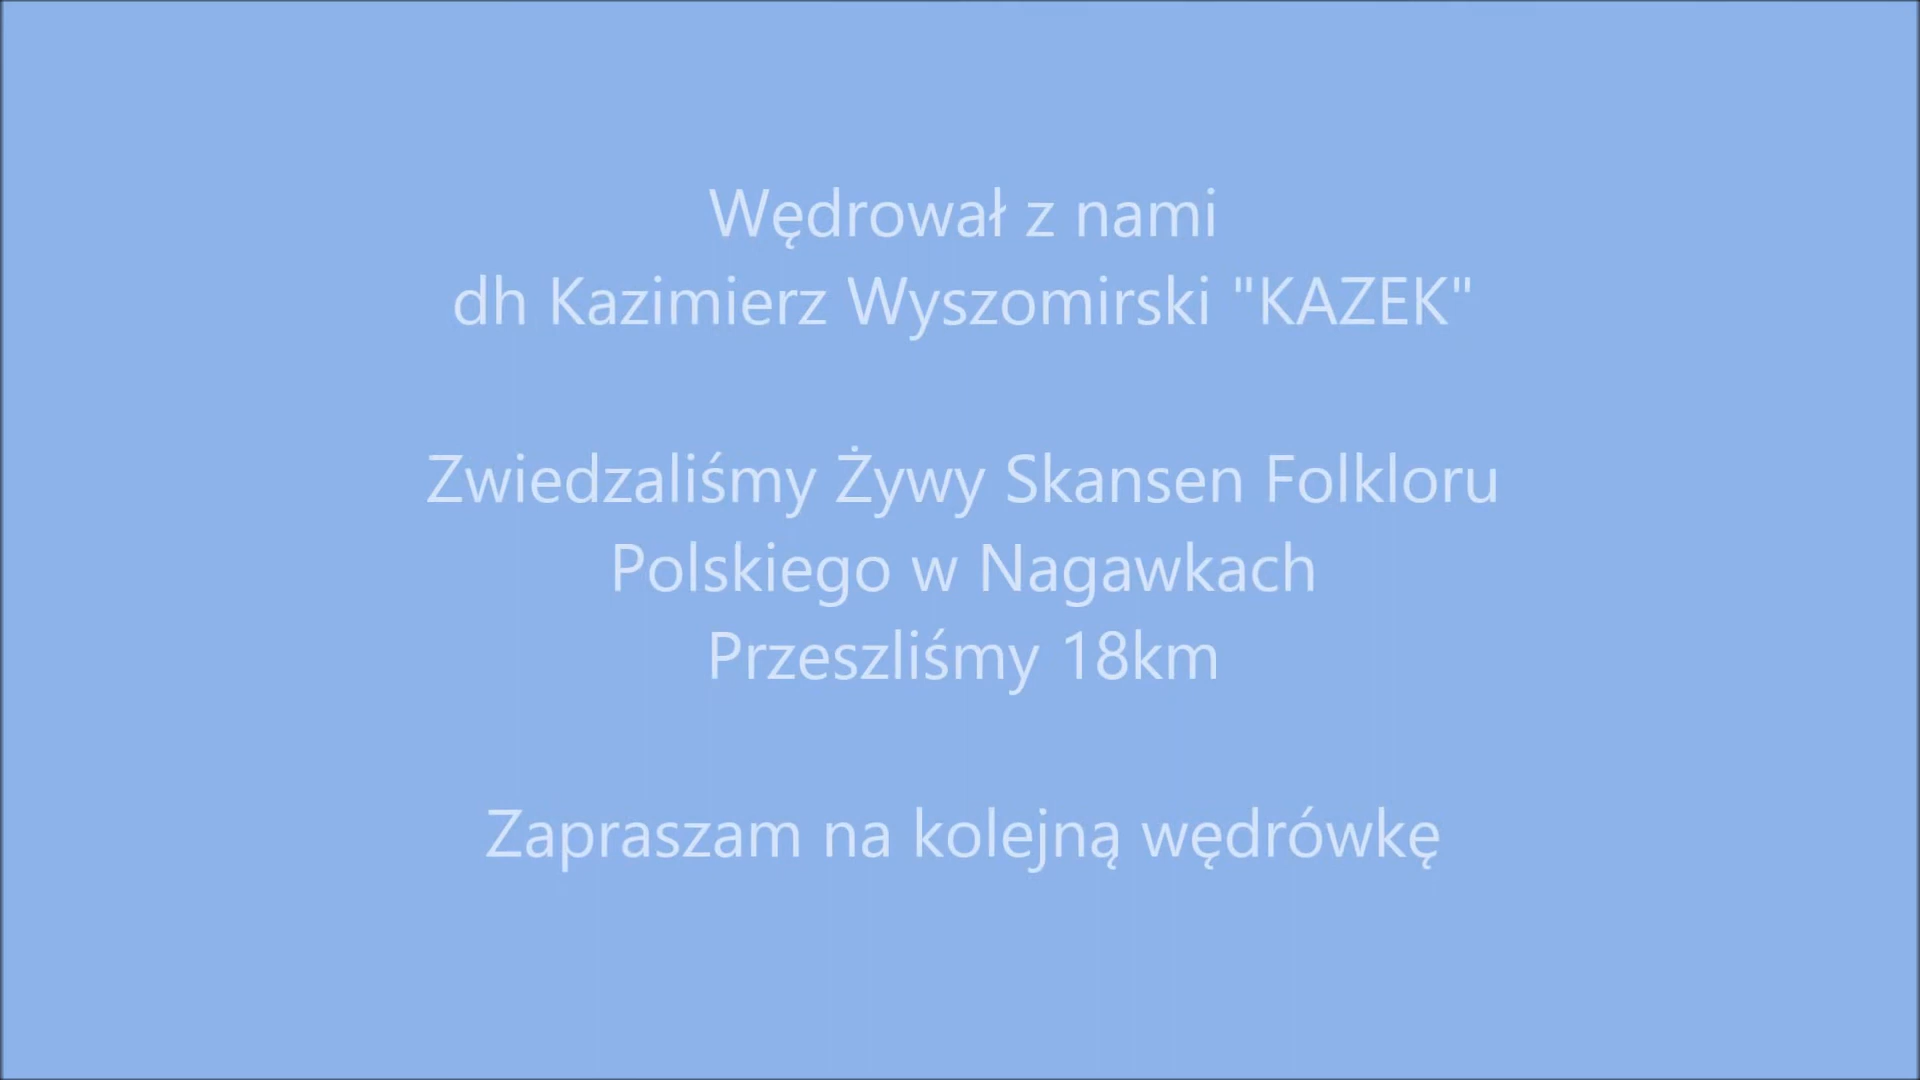 Wędrował z nami
dh Kazimierz Wyszomirski "KAZEK"
Zwiedzaliśmy Żywy Skansen Folkloru
Polskiego w Nagawkach
Przeszliśmy 18km
Zapraszam na kolejną wędrówkę